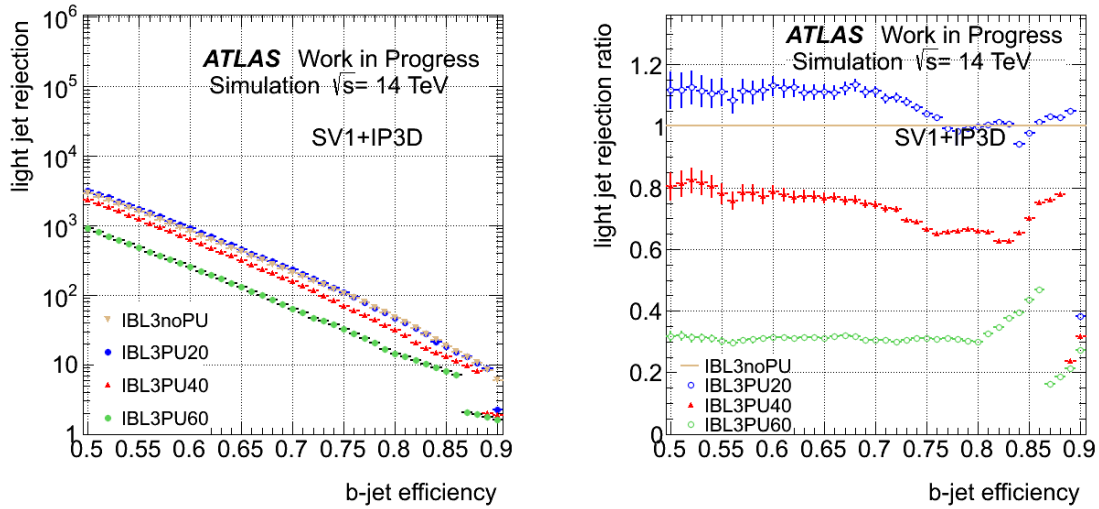 10^6
ATLAS Work in Progress
Simulation √s= 14 TeV
10^5
SV1+IP3D
10^4
10^3
10^2
10
1
light jet rejection
IBL3noPU
IBL3PU20
IBL3PU40
IBL3PU60
0.5 0.55 0.6 0.65 0.7 0.75 0.8 0.85 0.9
b-jet efficiency
ATLAS Work in Progress
Simulation √s= 14 TeV
SV1+IP3D
1.2
1
0.8
0.6
0.4
0.2
0
light jet rejection ratio
IBL3noPU
IBL3PU20
IBL3PU40
IBL3PU60
0.5 0.55 0.6 0.65 0.7 0.75 0.8 0.85 0.9
b-jet efficiency